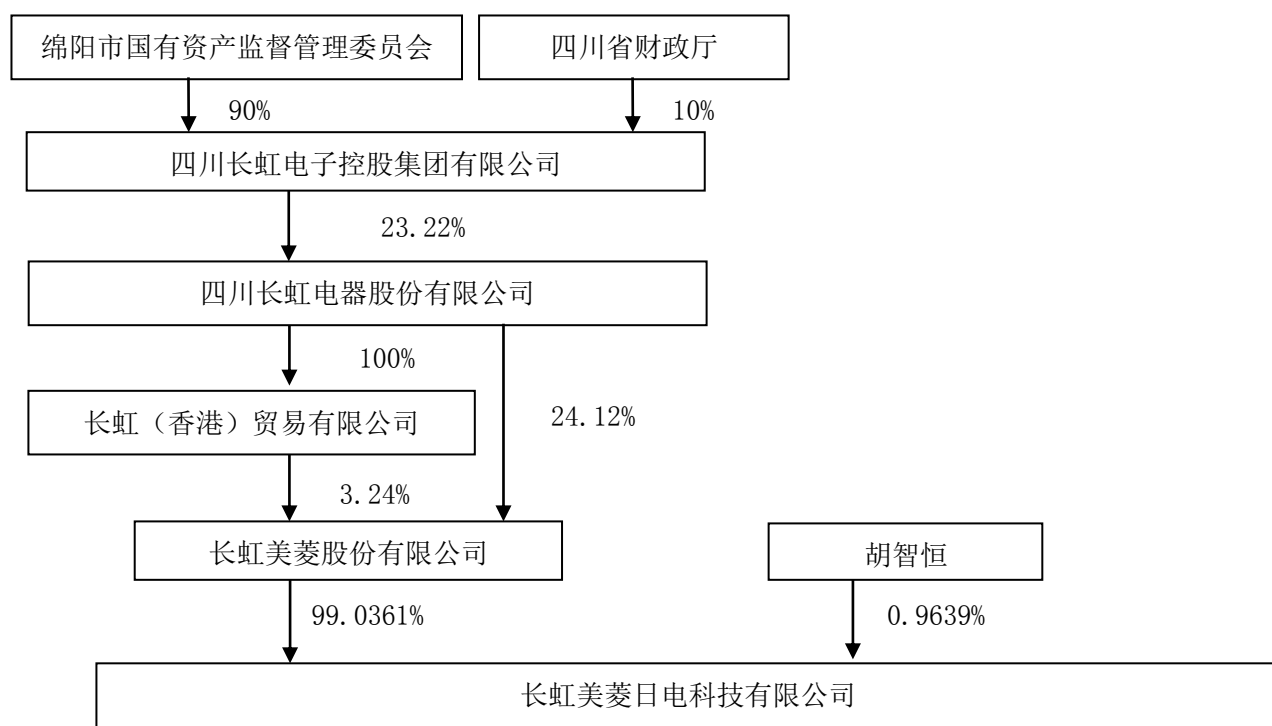 绵阳市国有资产监督管理委员会
四川省财政厅
90%
10%
四川长虹电子控股集团有限公司
23.22%
四川长虹电器股份有限公司
100%
长虹（香港）贸易有限公司
24.12%
3.24%
长虹美菱股份有限公司
胡智恒
99.0361%
0.9639%
长虹美菱日电科技有限公司